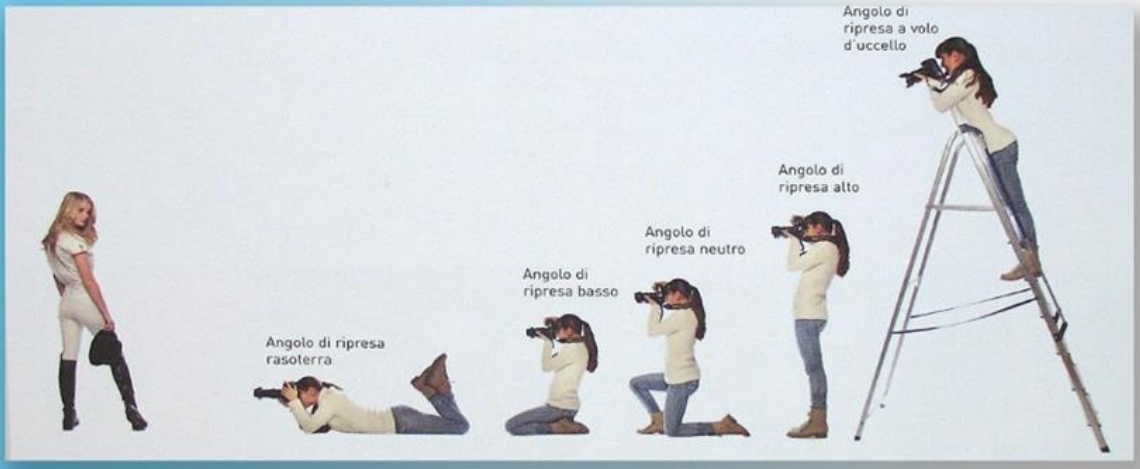 Angolo di ripresa
rasoterra
Angolo di
ripresa basso
Angolo di
ripresa neutro
Angolo di
ripresa alto
Angolo di
ripresa a volo
d'uccello